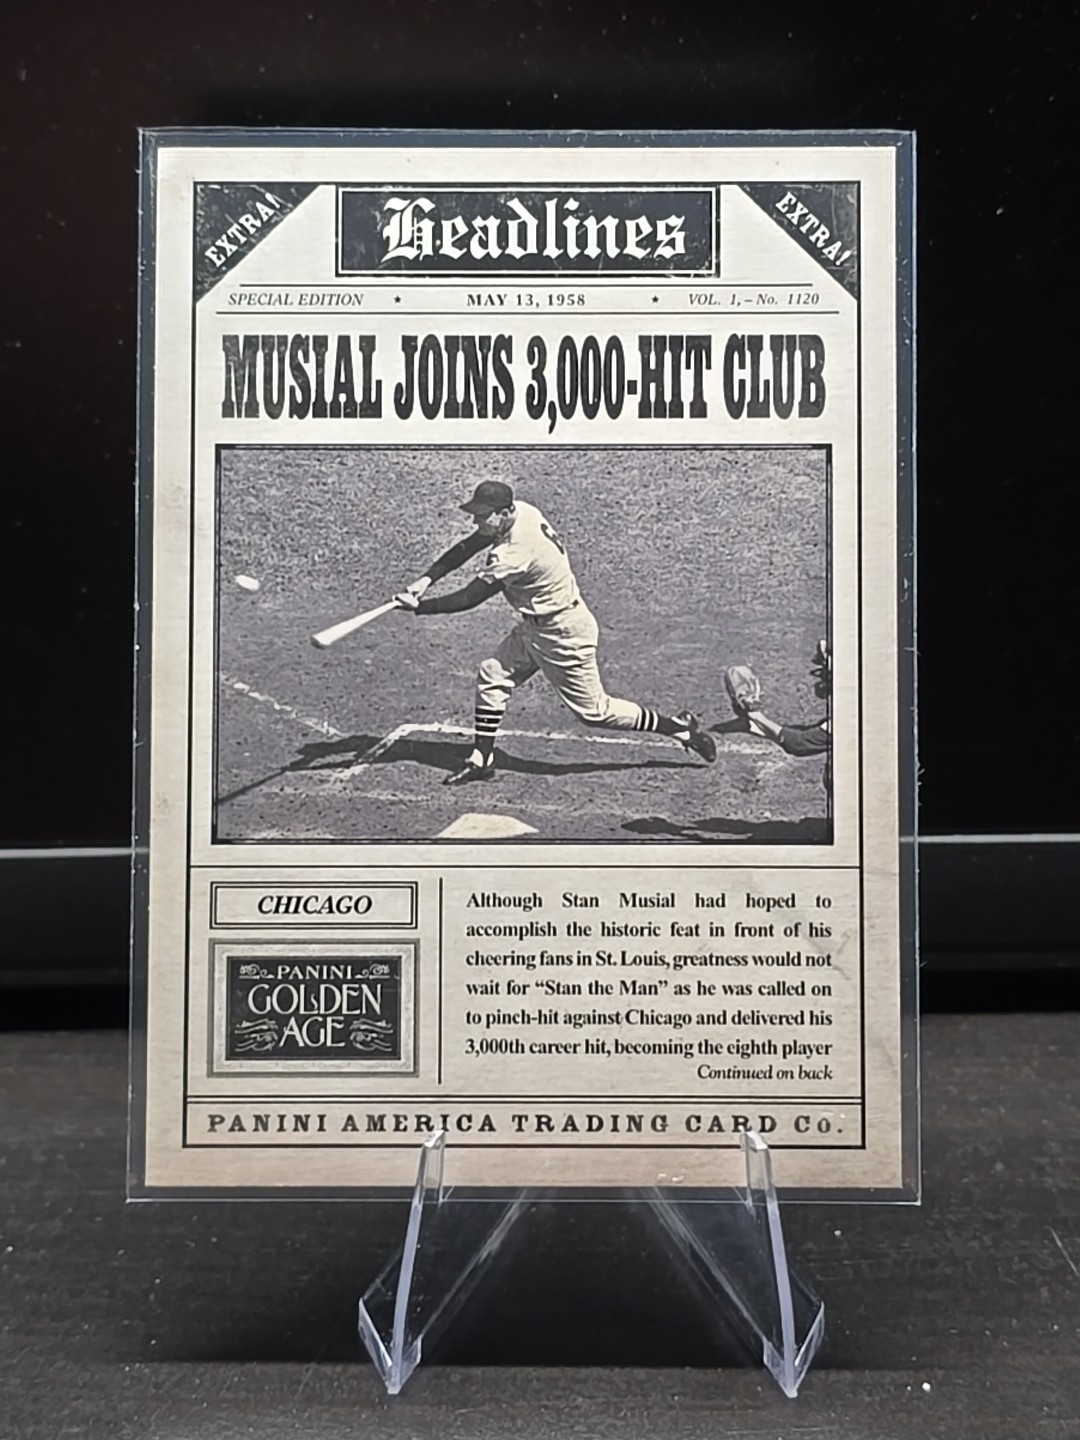 EXTRA!
Headlines
EXTRA!
SPECIAL EDITION ★ MAY 13, 1958 ★ VOL. 1, – No. 1120
MUSIAL JOINS 3,000-HIT CLUB
6
CHICAGO
PANINI
GOLDEN
AGE
Although Stan Musial had hoped to
accomplish the historic feat in front of his
cheering fans in St. Louis, greatness would not
wait for “Stan the Man” as he was called on
to pinch-hit against Chicago and delivered his
3,000th career hit, becoming the eighth player
Continued on back
PANINI AMERICA TRADING CARD CO.